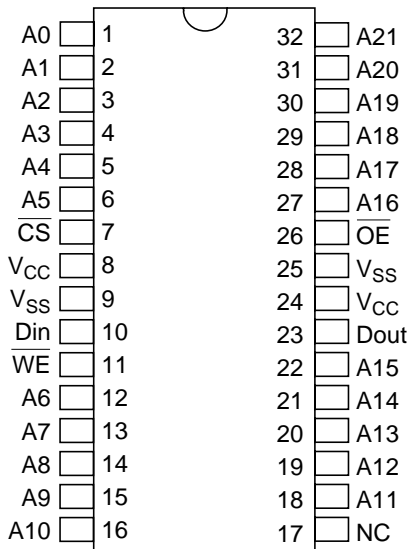 A0 1 32 A21
A1 2 31 A20
A2 3 30 A19
A3 4 29 A18
A4 5 28 A17
A5 6 27 A16
C̅S̅ 7 26 O̅E̅
VCC 8 25 VSS
VSS 9 24 VCC
Din 10 23 Dout
W̅E̅ 11 22 A15
A6 12 21 A14
A7 13 20 A13
A8 14 19 A12
A9 15 18 A11
A10 16 17 NC